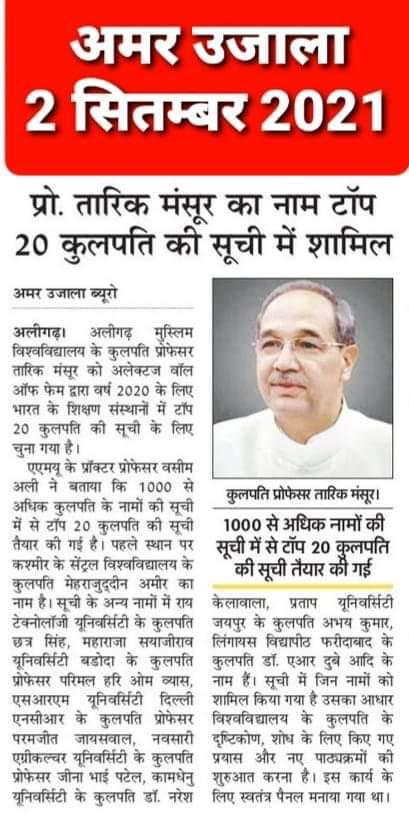 अमर उजाला
2 सितम्बर 2021
प्रो. तारिक मंसूर का नाम टॉप
20 कुलपति की सूची में शामिल
अमर उजाला ब्यूरो
अलीगढ़। अलीगढ़ मुस्लिम
विश्वविद्यालय के कुलपति प्रोफेसर
तारिक मंसूर को अलेक्टज वॉल
ऑफ फेम द्वारा वर्ष 2020 के लिए
भारत के शिक्षण संस्थानों में टॉप
20 कुलपति की सूची के लिए
चुना गया है।
एएमयू के प्रॉक्टर प्रोफेसर वसीम
अली ने बताया कि 1000 से
अधिक कुलपति के नामों की सूची
में से टॉप 20 कुलपति की सूची
तैयार की गई है। पहले स्थान पर
कश्मीर के सेंट्रल विश्वविद्यालय के
कुलपति मेहराजुद्दीन अमीर का
नाम है। सूची के अन्य नामों में राय
टेक्नोलॉजी यूनिवर्सिटी के कुलपति
छत्र सिंह, महाराजा सयाजीराव
यूनिवर्सिटी बडोदा के कुलपति
प्रोफेसर परिमल हरि ओम व्यास,
एसआरएम यूनिवर्सिटी दिल्ली
एनसीआर के कुलपति प्रोफेसर
परमजीत जायसवाल, नवसारी
एग्रीकल्चर यूनिवर्सिटी के कुलपति
प्रोफेसर जीना भाई पटेल, कामधेनु
यूनिवर्सिटी के कुलपति डॉ. नरेश
कुलपति प्रोफेसर तारिक मंसूर।
1000 से अधिक नामों की
सूची में से टॉप 20 कुलपति
की सूची तैयार की गई
केलावाला, प्रताप यूनिवर्सिटी
जयपुर के कुलपति अभय कुमार,
लिंगायस विद्यापीठ फरीदाबाद के
कुलपति डॉ. एआर दुबे आदि के
नाम हैं। सूची में जिन नामों को
शामिल किया गया है उसका आधार
विश्वविद्यालय के कुलपति के
दृष्टिकोण, शोध के लिए किए गए
प्रयास और नए पाठ्यक्रमों की
शुरुआत करना है। इस कार्य के
लिए स्वतंत्र पैनल मनाया गया था।